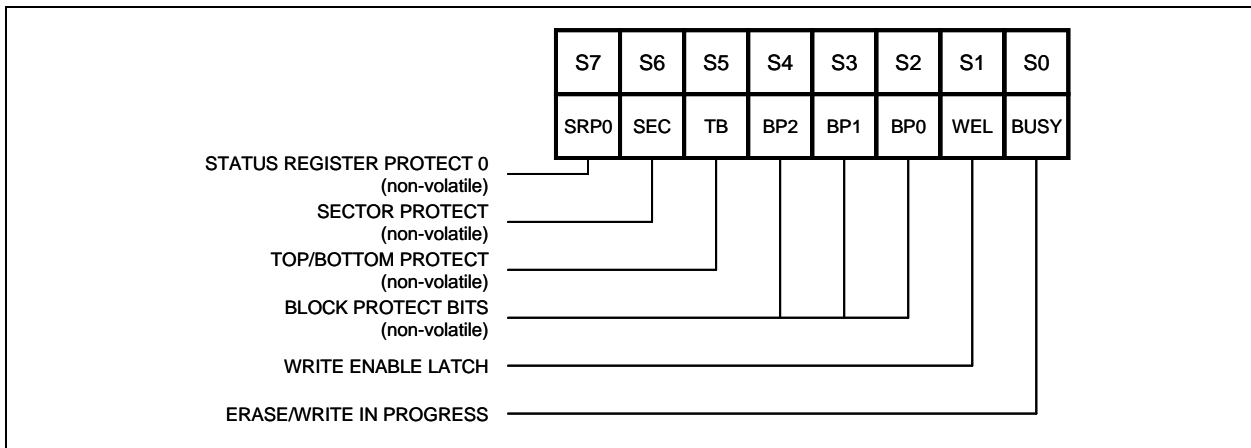 S7 S6 S5 S4 S3 S2 S1 S0
SRP0 SEC TB BP2 BP1 BP0 WEL BUSY
STATUS REGISTER PROTECT 0
(non-volatile)
SECTOR PROTECT
(non-volatile)
TOP/BOTTOM PROTECT
(non-volatile)
BLOCK PROTECT BITS
(non-volatile)
WRITE ENABLE LATCH
ERASE/WRITE IN PROGRESS